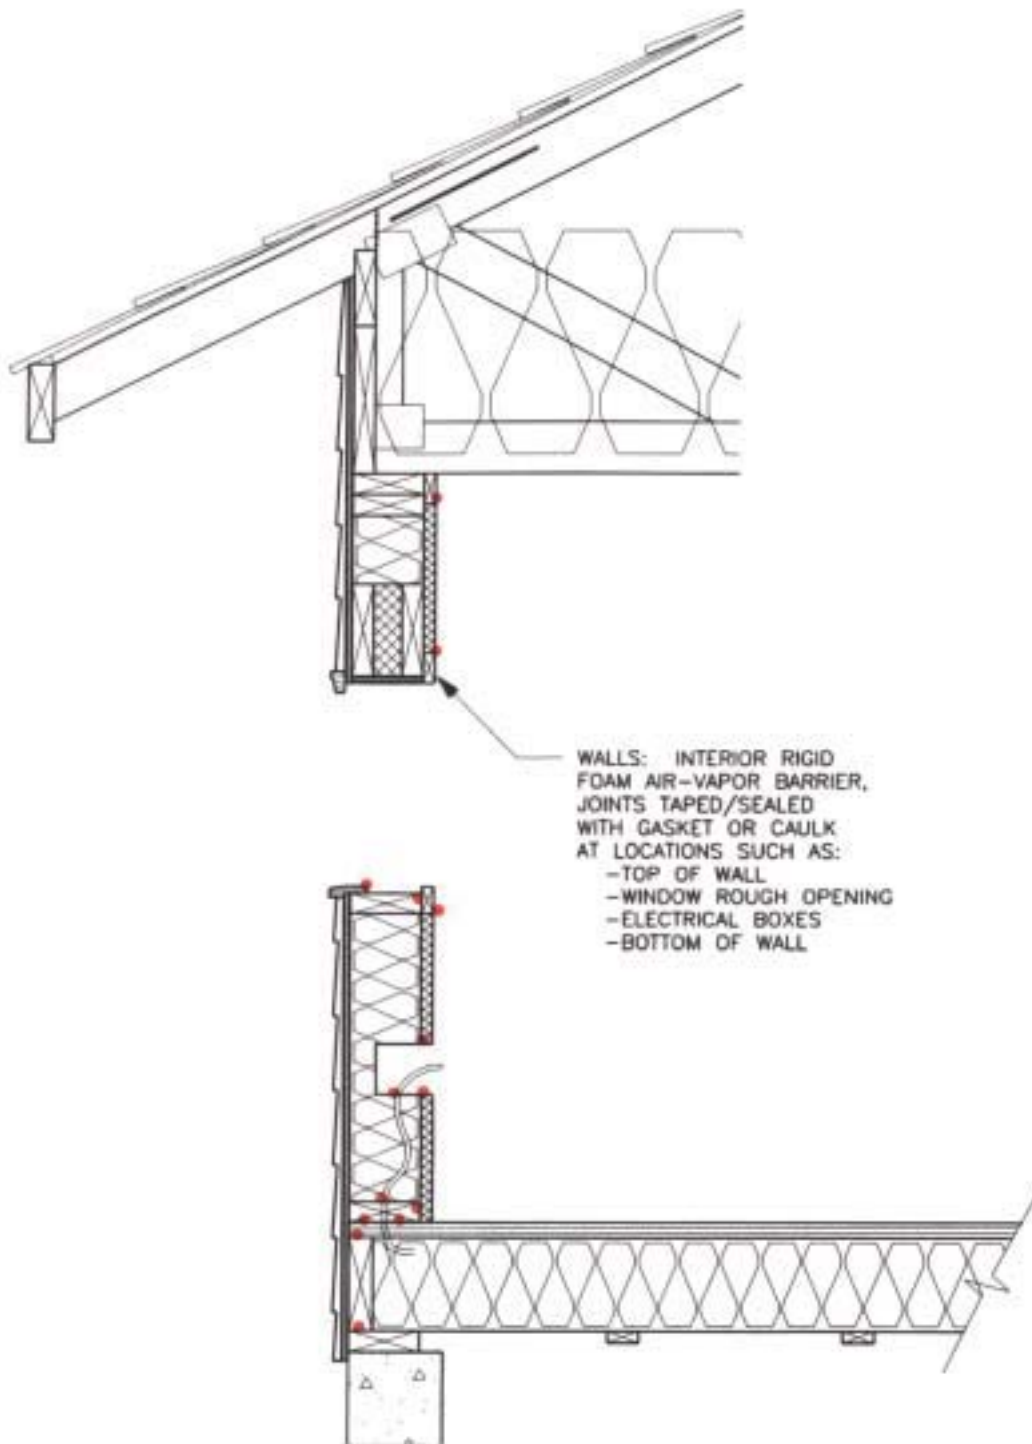 WALLS: INTERIOR RIGID
FOAM AIR-VAPOR BARRIER,
JOINTS TAPED/SEALED
WITH GASKET OR CAULK
AT LOCATIONS SUCH AS:
-TOP OF WALL
-WINDOW ROUGH OPENING
-ELECTRICAL BOXES
-BOTTOM OF WALL